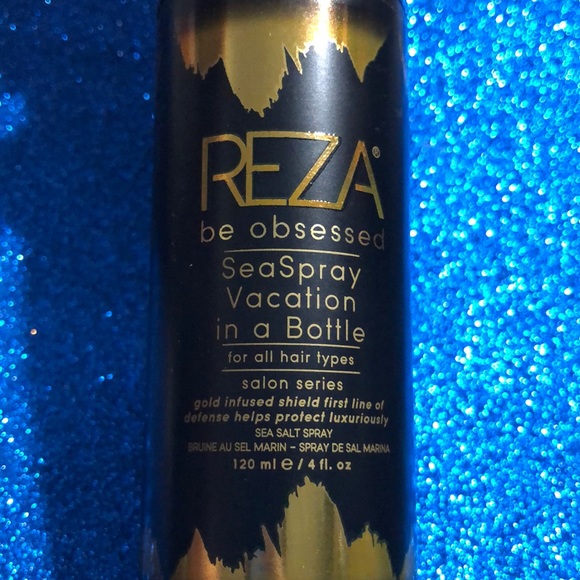 REZA®
be obsessed
SeaSpray
Vacation
in a Bottle
for all hair types
salon series
gold infused shield first line of
defense helps protect luxuriously
SEA SALT SPRAY
BRUINE AU SEL MARIN – SPRAY DE SAL MARINA
120 ml e / 4 fl. oz